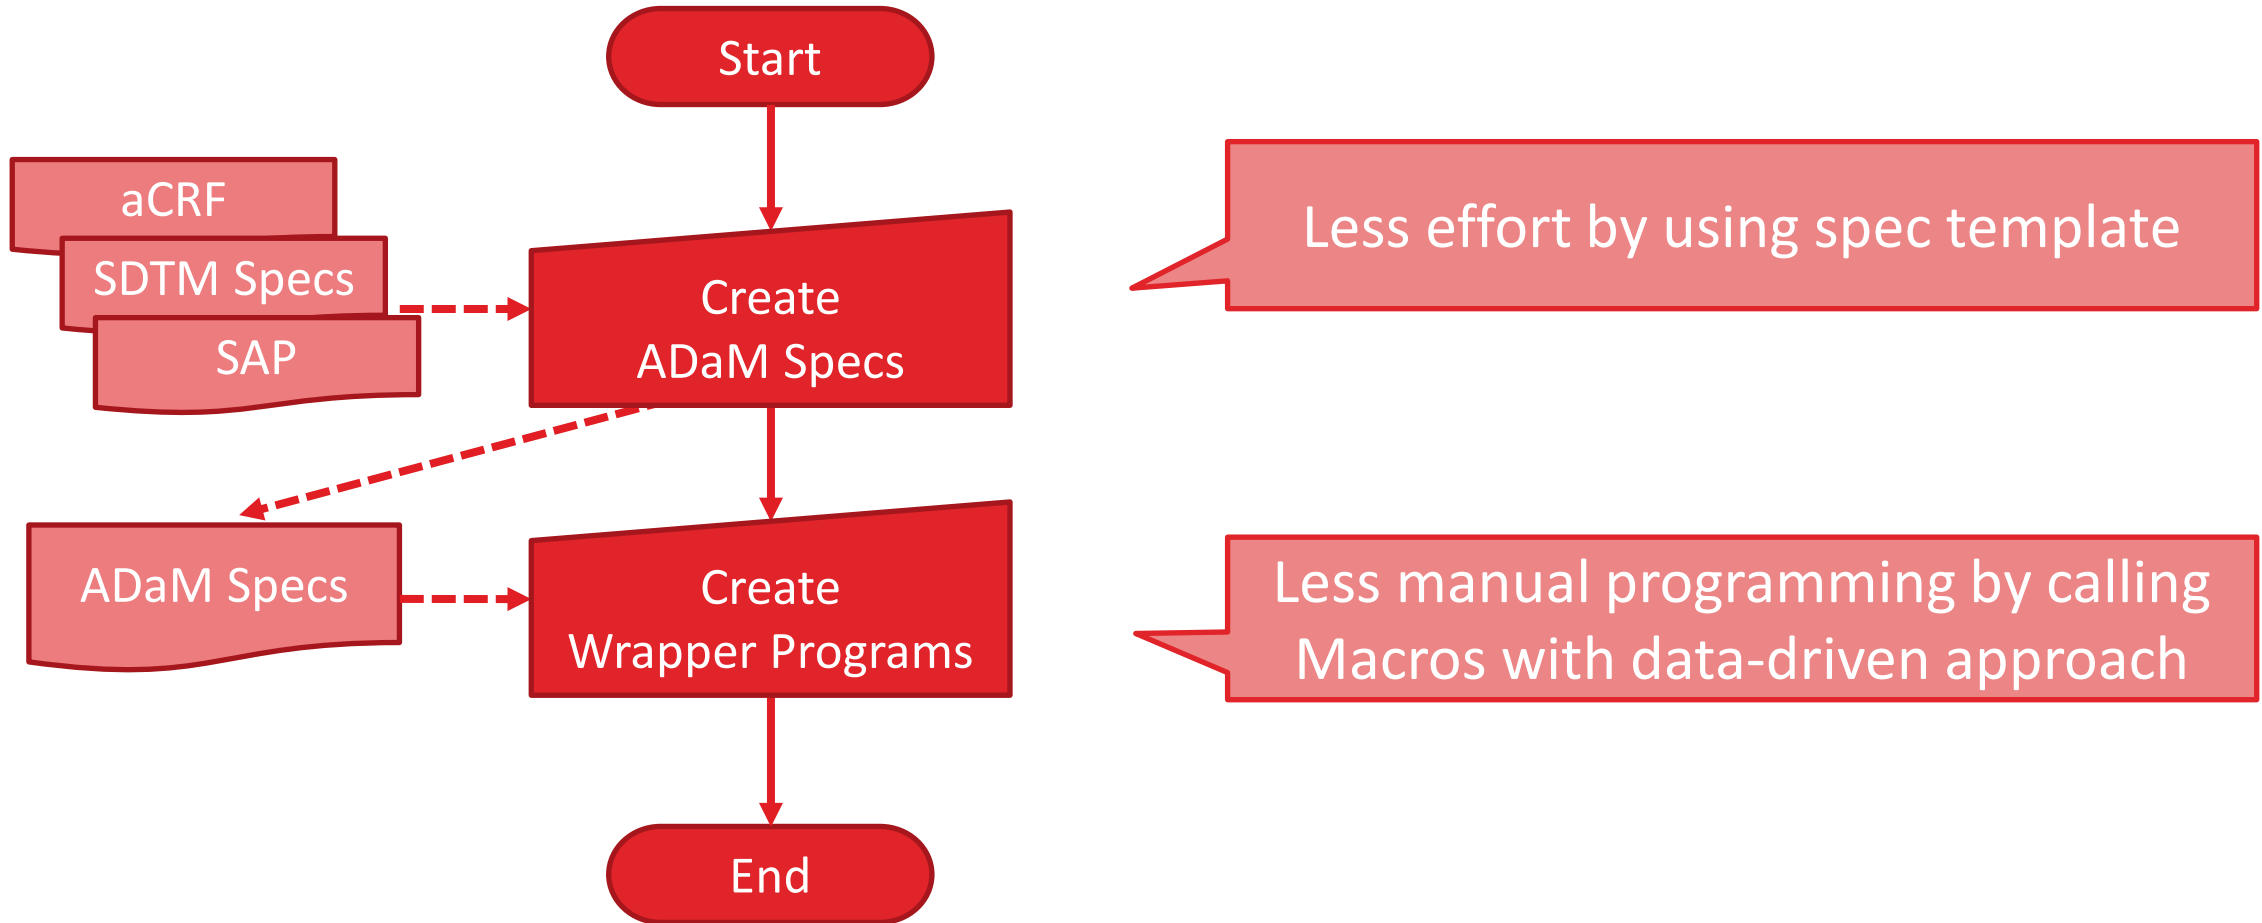 Start
aCRF
SDTM Specs
SAP
Create
ADaM Specs
Less effort by using spec template
ADaM Specs
Create
Wrapper Programs
Less manual programming by calling
Macros with data-driven approach
End